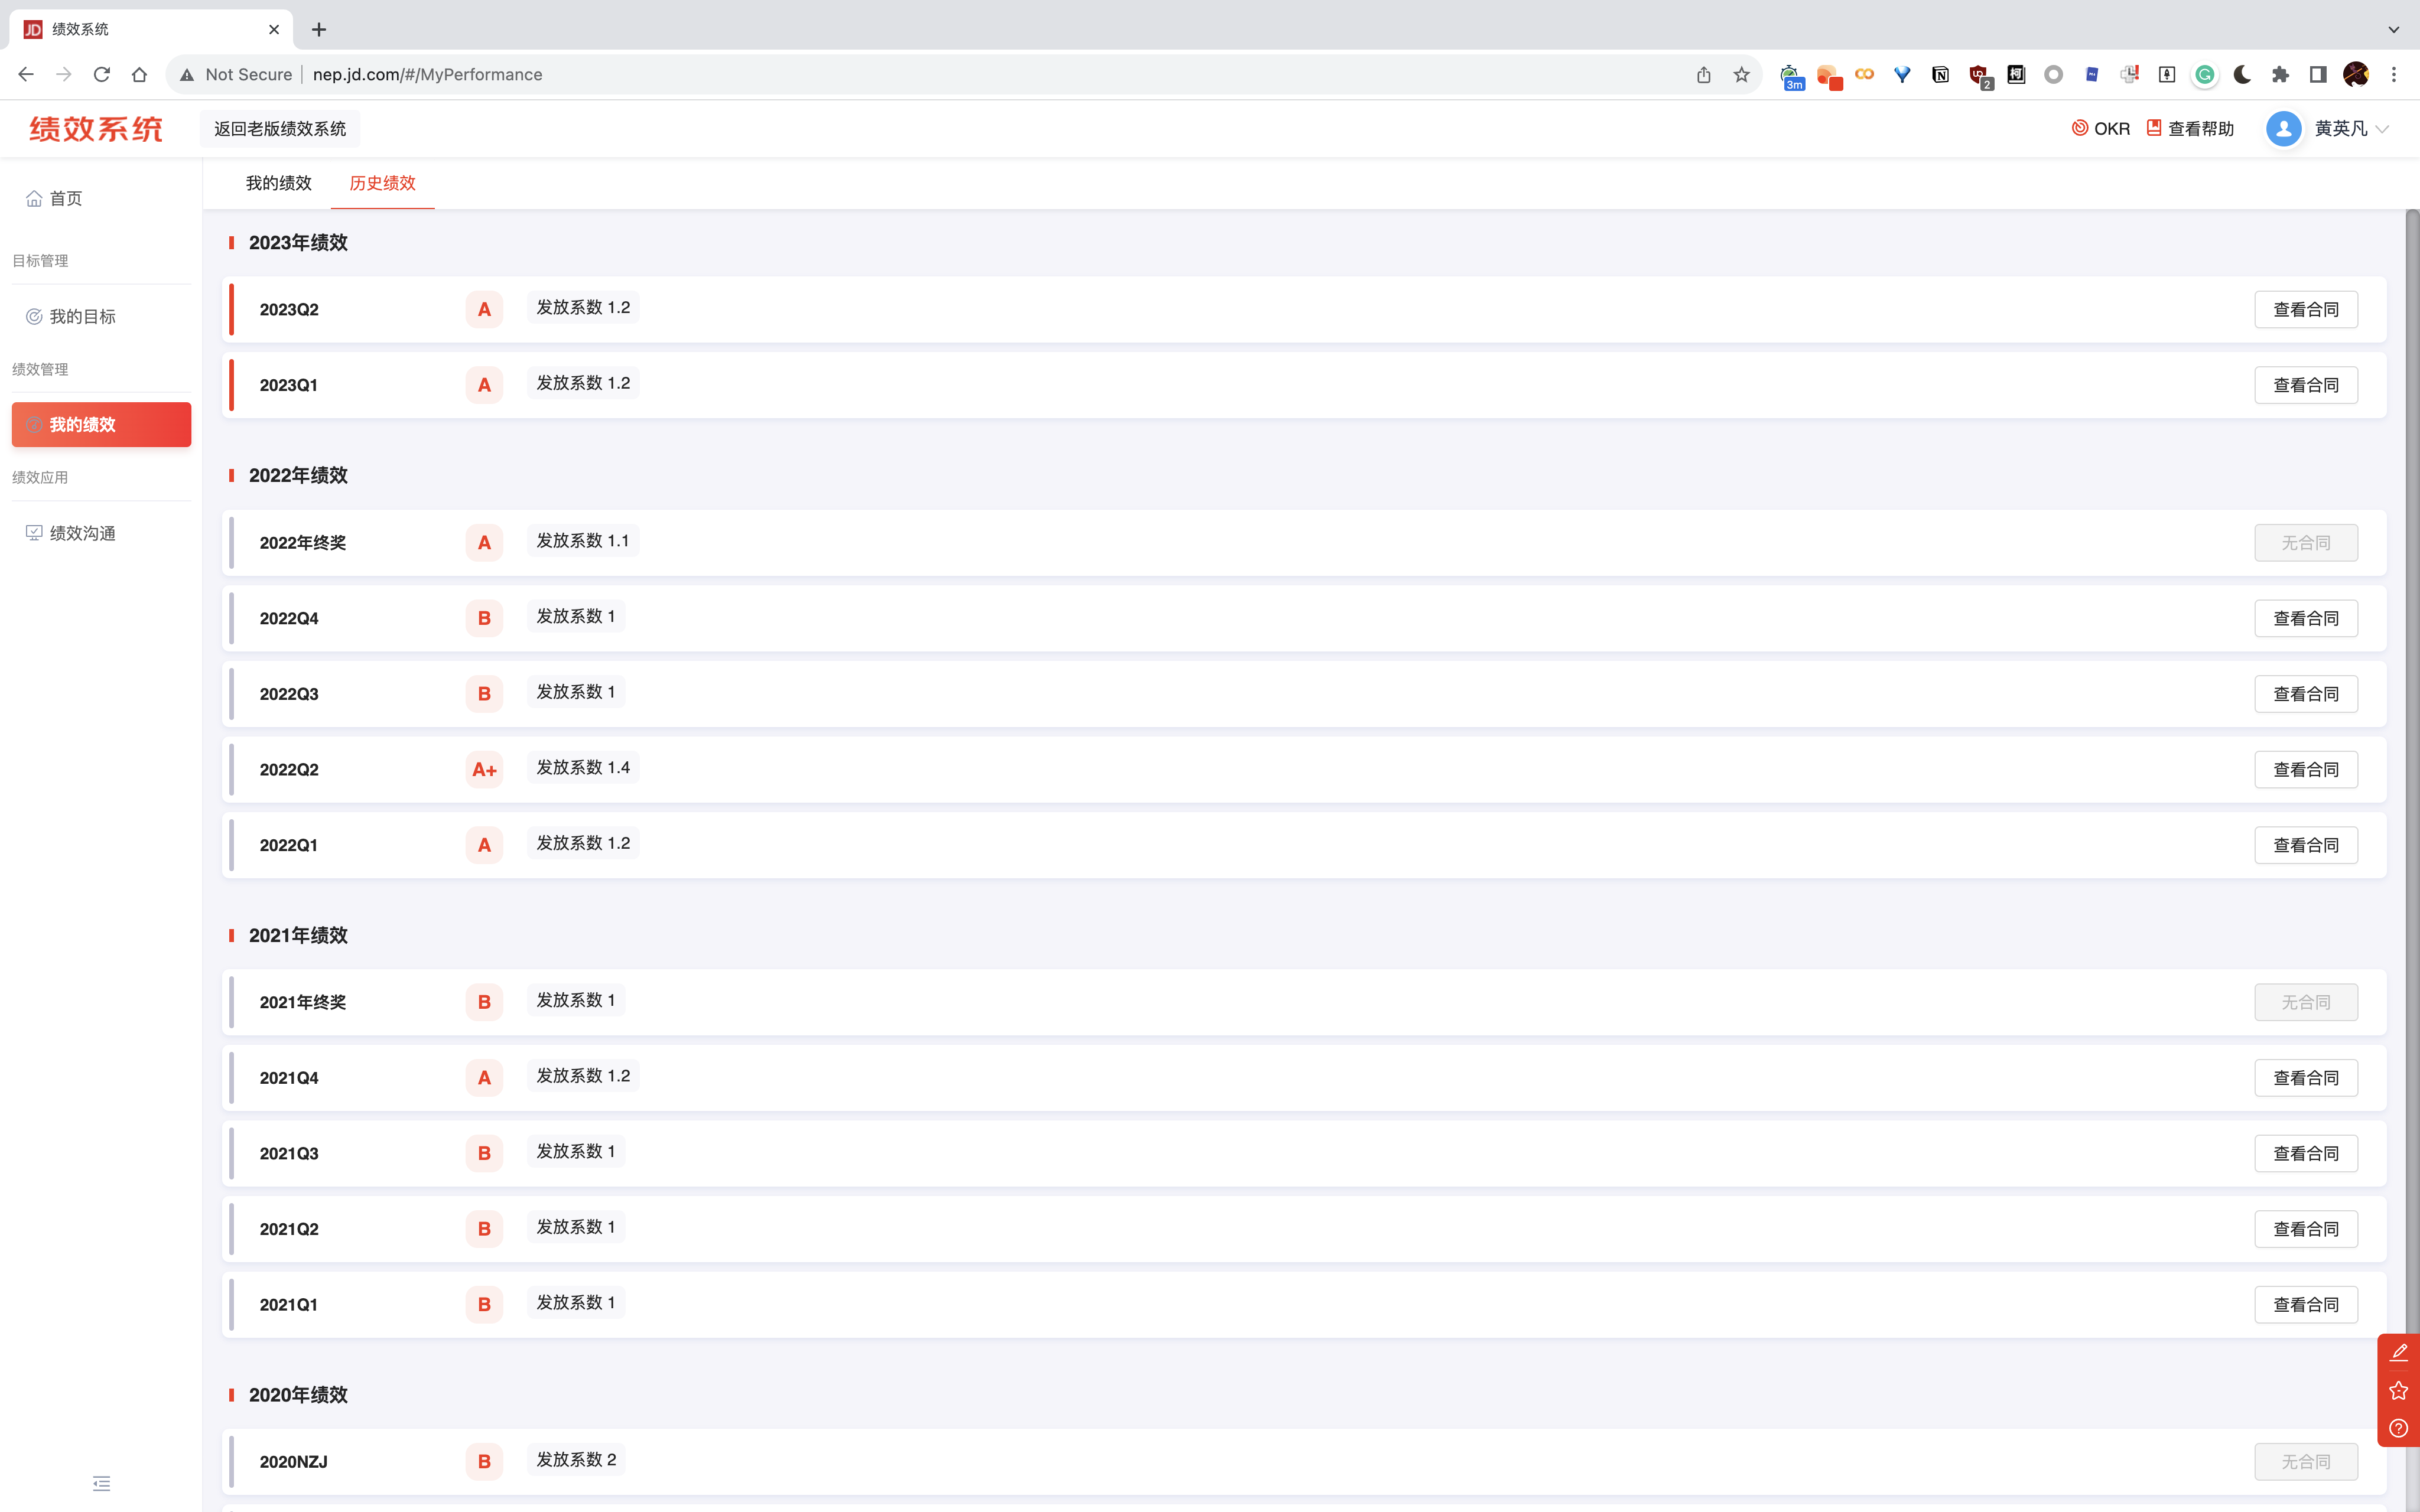 绩效系统
Not Secure
nep.jd.com/#/MyPerformance
3m
2
绩效系统
返回老版绩效系统
OKR
查看帮助
黄英凡
首页
目标管理
我的目标
绩效管理
我的绩效
绩效应用
绩效沟通
我的绩效 历史绩效
2023年绩效
2023Q2 A 发放系数 1.2 查看合同
2023Q1 A 发放系数 1.2 查看合同
2022年绩效
2022年终奖 A 发放系数 1.1 无合同
2022Q4 B 发放系数 1 查看合同
2022Q3 B 发放系数 1 查看合同
2022Q2 A+ 发放系数 1.4 查看合同
2022Q1 A 发放系数 1.2 查看合同
2021年绩效
2021年终奖 B 发放系数 1 无合同
2021Q4 A 发放系数 1.2 查看合同
2021Q3 B 发放系数 1 查看合同
2021Q2 B 发放系数 1 查看合同
2021Q1 B 发放系数 1 查看合同
2020年绩效
2020NZJ B 发放系数 2 无合同